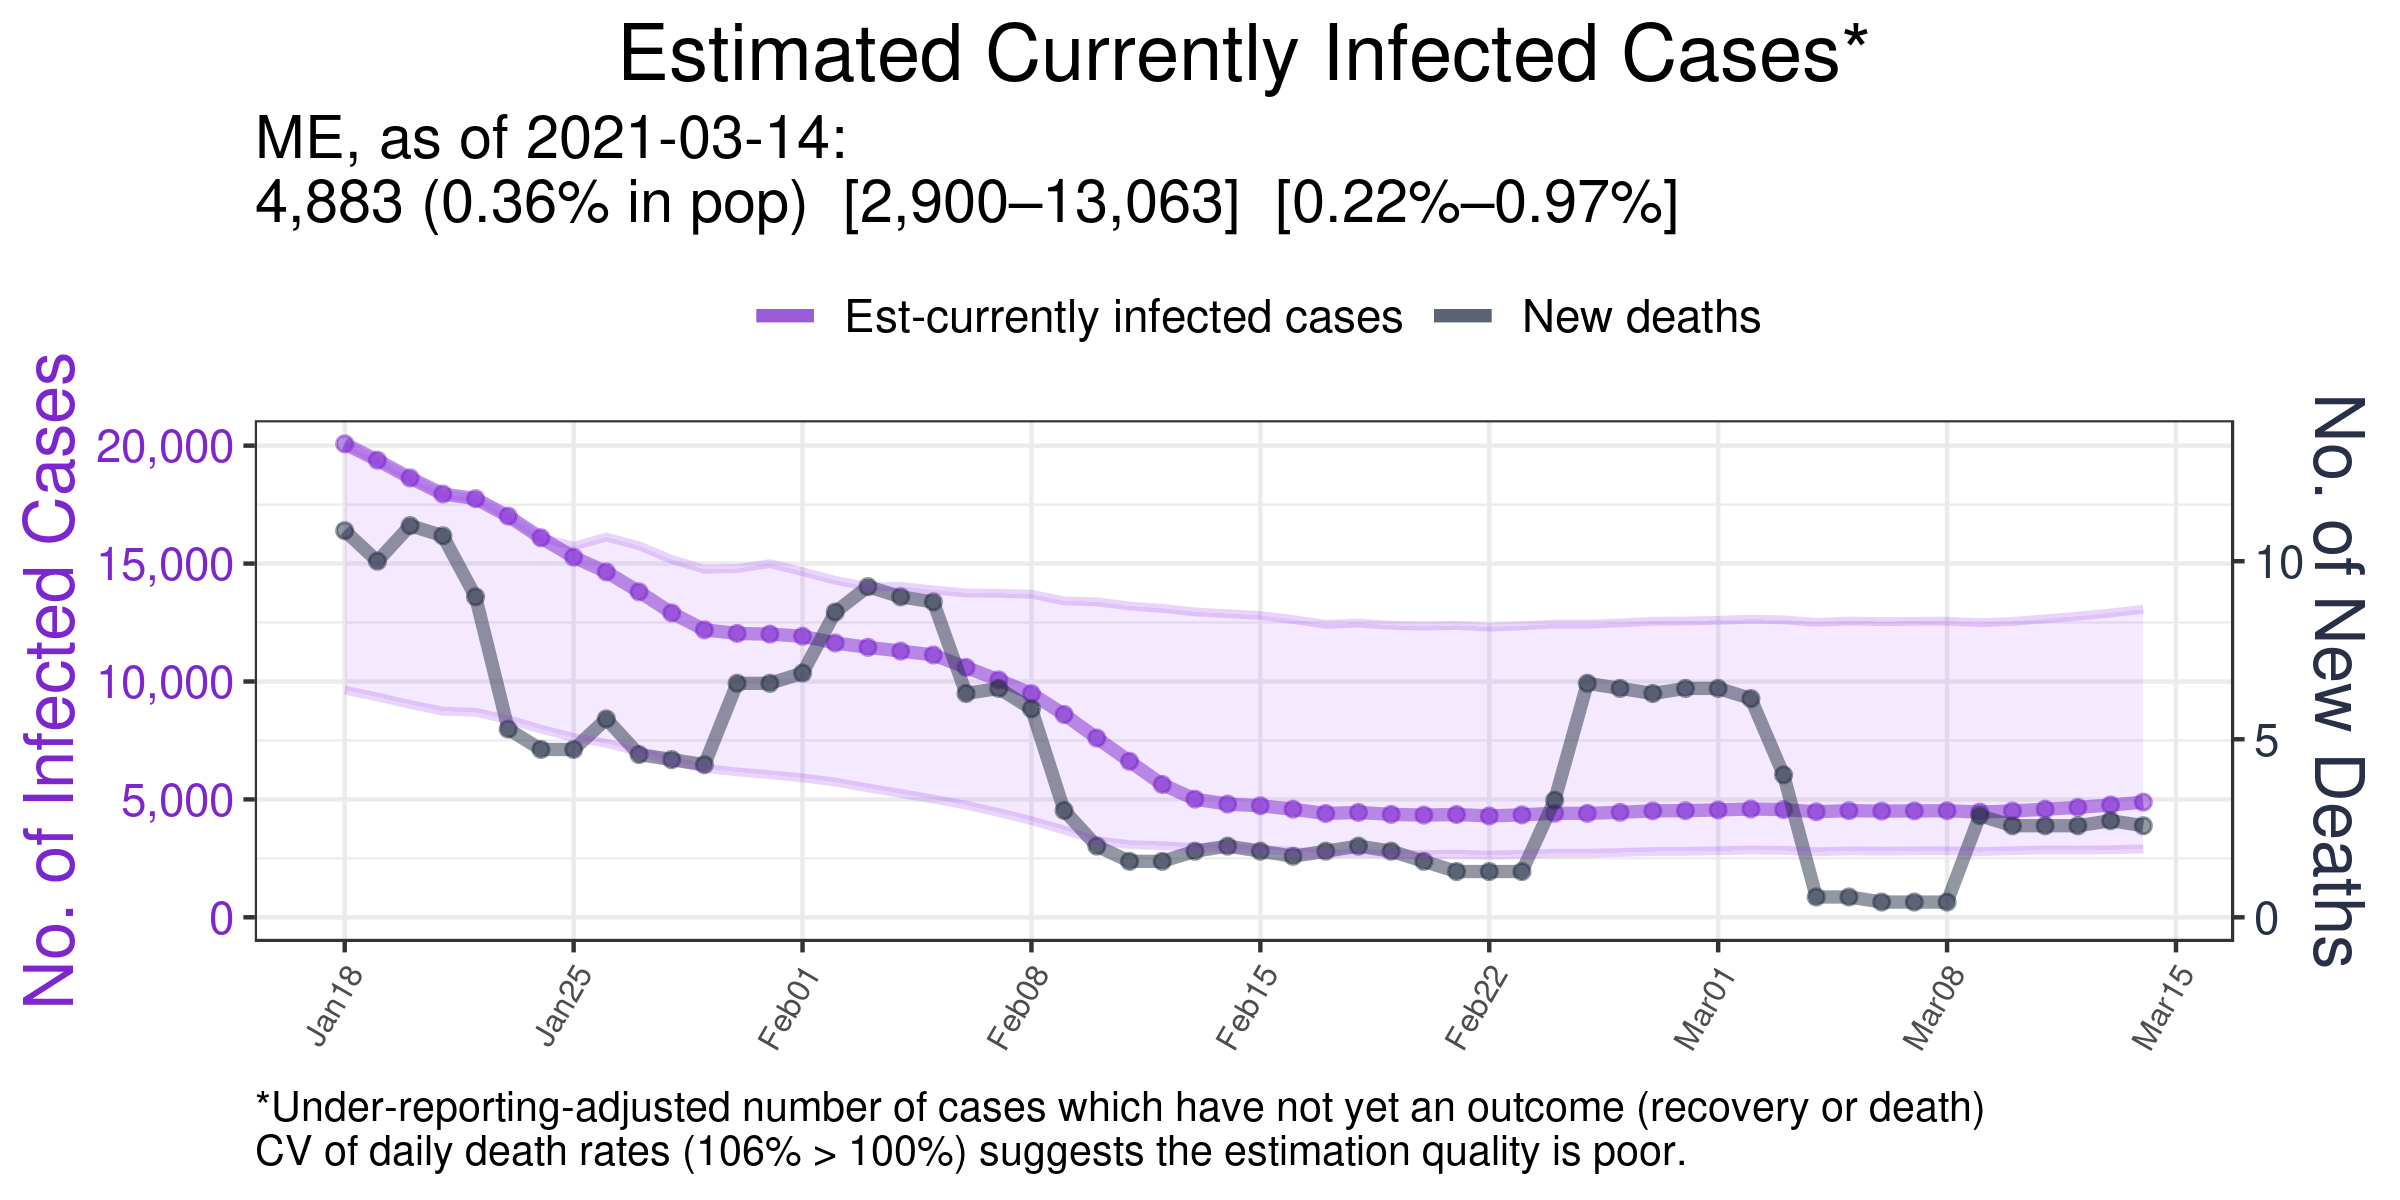 Estimated Currently Infected Cases*
ME, as of 2021-03-14:
4,883 (0.36% in pop)  [2,900–13,063]  [0.22%–0.97%]
Est-currently infected cases
New deaths
No. of Infected Cases
20,000
15,000
10,000
5,000
0
No. of New Deaths
10
5
0
Jan18
Jan25
Feb01
Feb08
Feb15
Feb22
Mar01
Mar08
Mar15
*Under-reporting-adjusted number of cases which have not yet an outcome (recovery or death)
CV of daily death rates (106% > 100%) suggests the estimation quality is poor.